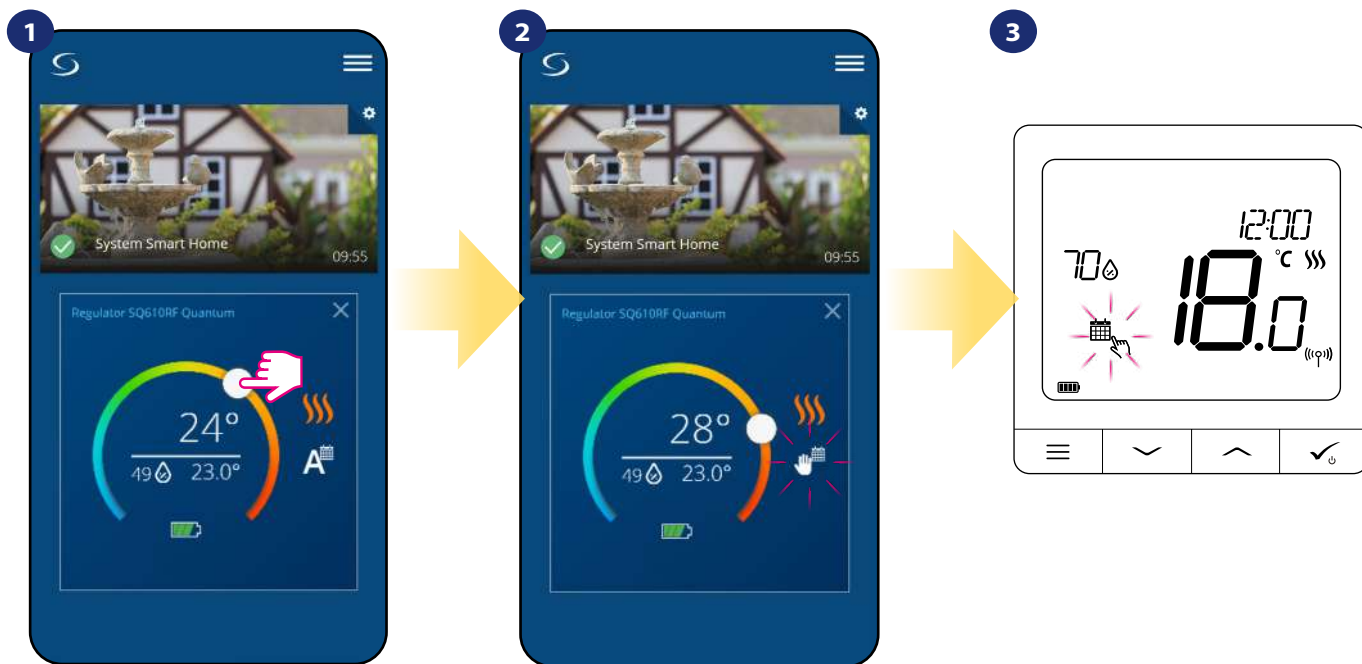 1
System Smart Home
09:55
Regulator SQ610RF Quantum
24°
49 23.0°
A
2
System Smart Home
09:55
Regulator SQ610RF Quantum
28°
49 23.0°
3
12:00
70
18.0 °C